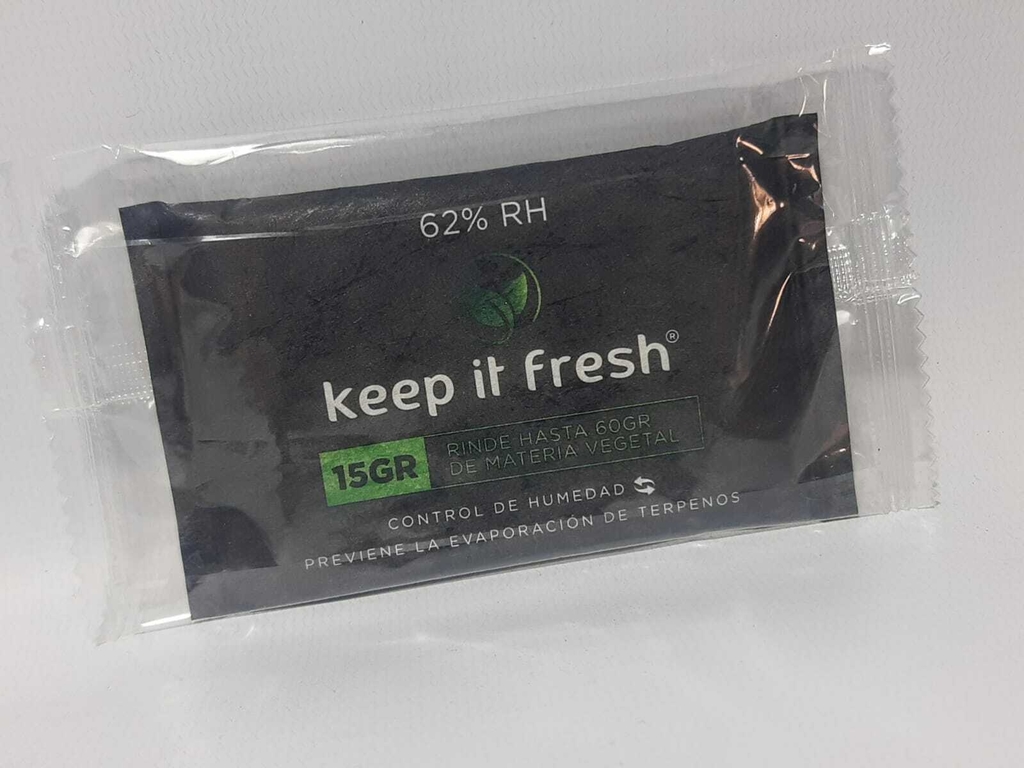 62% RH
keep it fresh®
15GR
RINDE HASTA 60GR
DE MATERIA VEGETAL
CONTROL DE HUMEDAD
PREVIENE LA EVAPORACIÓN DE TERPENOS